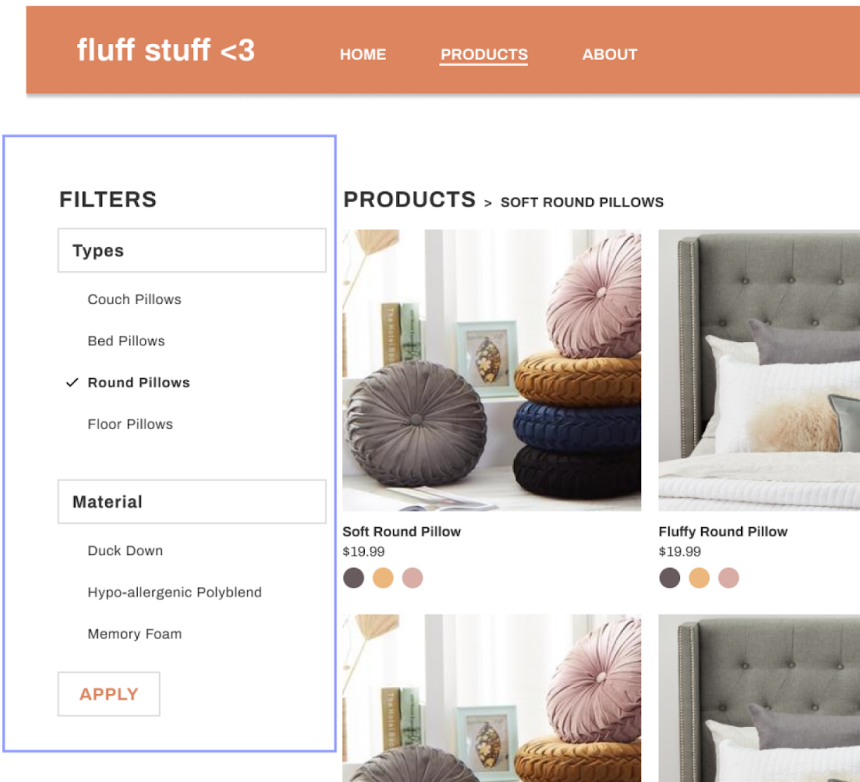 fluff stuff <3
HOME PRODUCTS ABOUT
FILTERS
Types
Couch Pillows
Bed Pillows
Round Pillows
Floor Pillows
Material
Duck Down
Hypo-allergenic Polyblend
Memory Foam
APPLY
PRODUCTS > SOFT ROUND PILLOWS
Soft Round Pillow
$19.99
Fluffy Round Pillow
$19.99